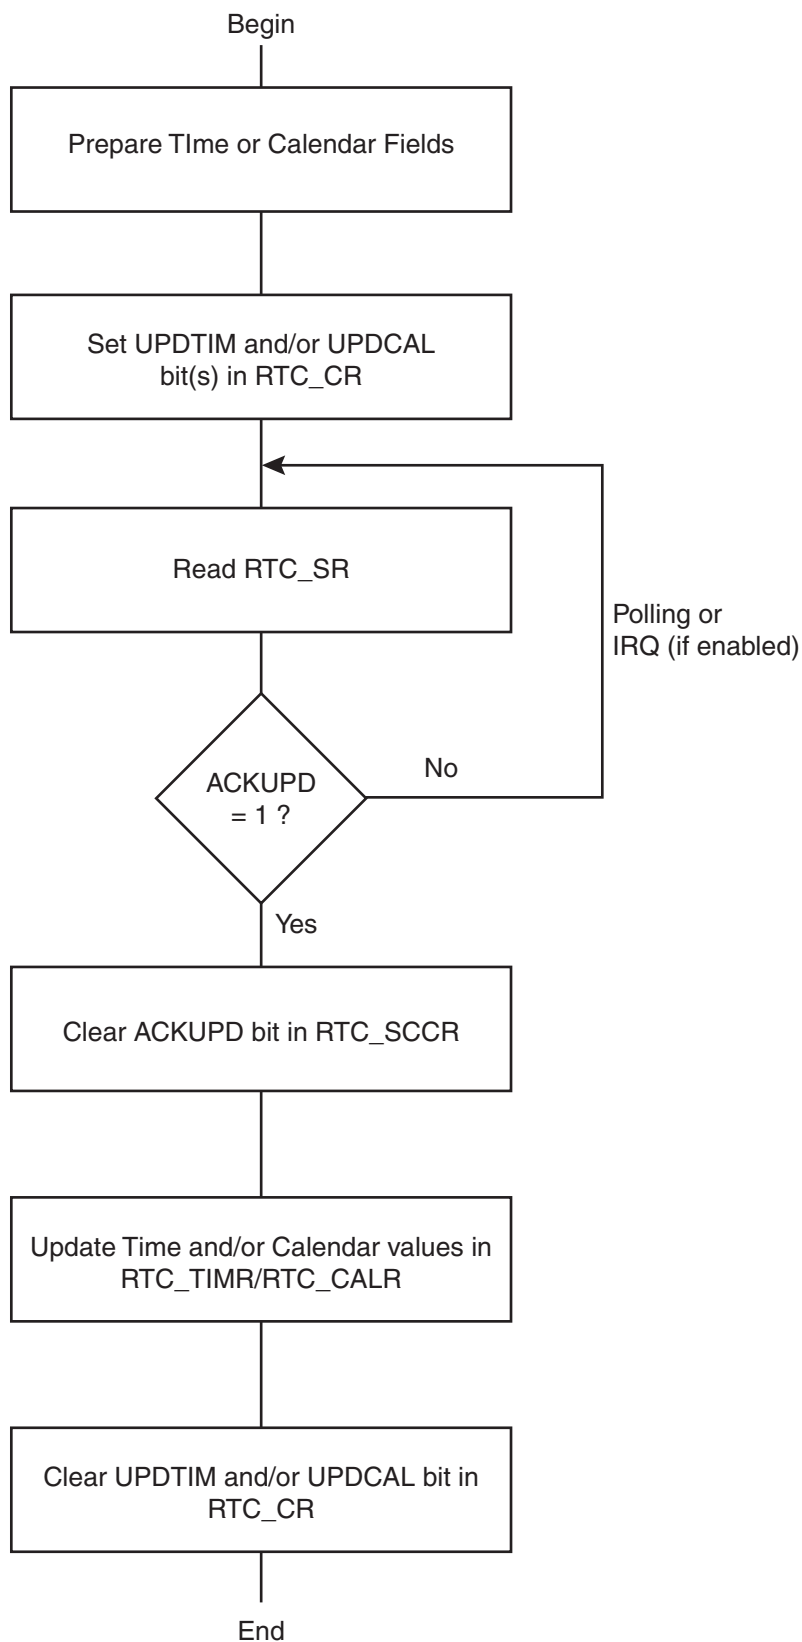 Begin
Prepare TIme or Calendar Fields
Set UPDTIM and/or UPDCAL
bit(s) in RTC_CR
Read RTC_SR
Polling or
IRQ (if enabled)
ACKUPD
= 1 ?
No
Yes
Clear ACKUPD bit in RTC_SCCR
Update Time and/or Calendar values in
RTC_TIMR/RTC_CALR
Clear UPDTIM and/or UPDCAL bit in
RTC_CR
End